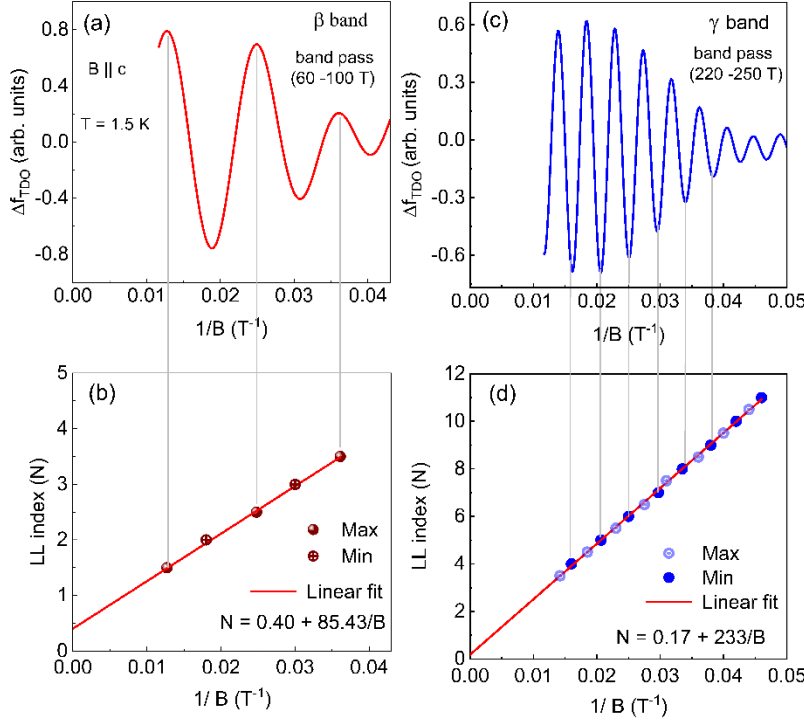 (a)
β band
B || c
band pass
(60 -100 T)
T = 1.5 K
Δf_TDO (arb. units)
0.8
0.4
0.0
-0.4
-0.8
0.00 0.01 0.02 0.03 0.04
1/B (T⁻¹)
(c)
γ band
band pass
(220 -250 T)
Δf_TDO (arb. units)
0.6
0.3
0.0
-0.3
-0.6
0.00 0.01 0.02 0.03 0.04 0.05
1/B (T⁻¹)
(b)
LL index (N)
5
4
3
2
1
0
Max
Min
Linear fit
N = 0.40 + 85.43/B
0.00 0.01 0.02 0.03 0.04
1/ B (T⁻¹)
(d)
LL index (N)
12
10
8
6
4
2
0
Max
Min
Linear fit
N = 0.17 + 233/B
0.00 0.01 0.02 0.03 0.04 0.05
1/ B (T⁻¹)